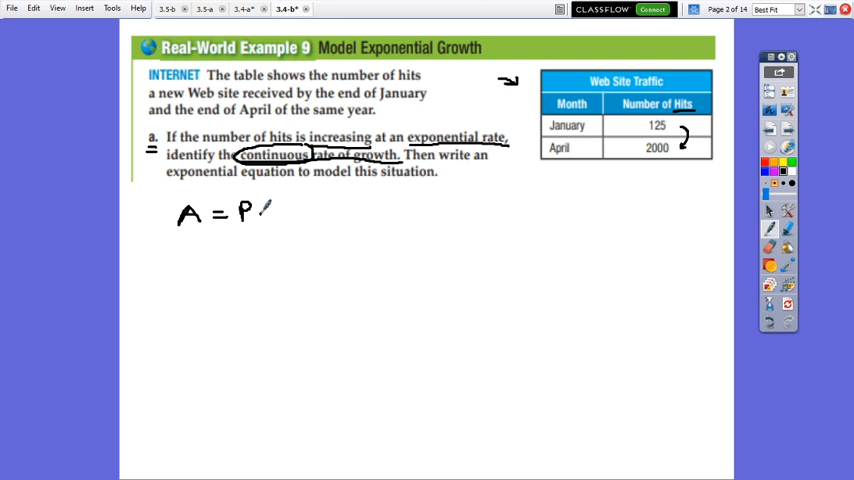 File Edit View Insert Tools Help
3.5-b
3.5-a
3.4-a*
3.4-b*
CLASSFLOW Connect
Page 2 of 14
Best Fit
Real-World Example 9 Model Exponential Growth
INTERNET The table shows the number of hits
a new Web site received by the end of January
and the end of April of the same year.
a. If the number of hits is increasing at an exponential rate,
identify the continuous rate of growth. Then write an
exponential equation to model this situation.
Web Site Traffic
Month Number of Hits
January 125
April 2000
A = P